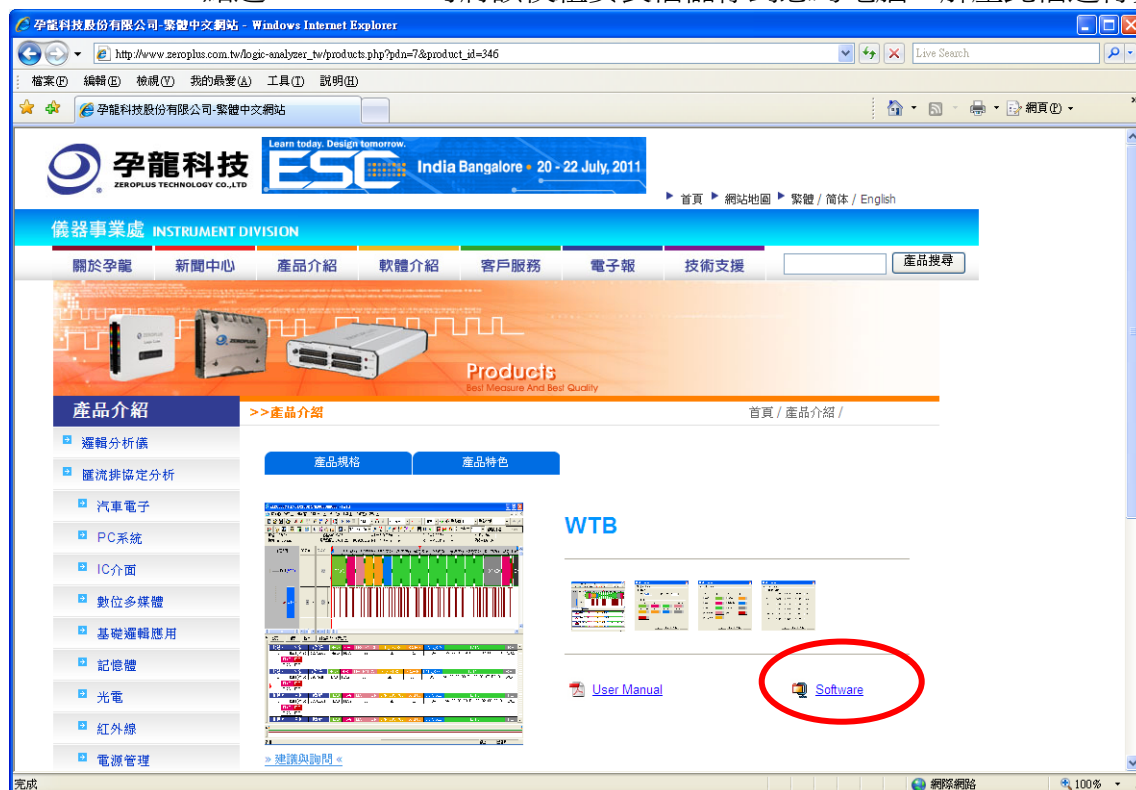 孕龍科技股份有限公司-繁體中文網站 - Windows Internet Explorer
http://www.zeroplus.com.tw/logic-analyzer_tw/products.php?pdn=7&product_id=346
Live Search
檔案(F) 編輯(E) 檢視(V) 我的最愛(A) 工具(T) 說明(H)
孕龍科技股份有限公司-繁體中文網站
網頁(P)
孕龍科技
ZEROPLUS TECHNOLOGY CO.,LTD
Learn today. Design tomorrow.
ESC India Bangalore • 20 - 22 July, 2011
首頁 網站地圖 繁體 / 简体 / English
儀器事業處 INSTRUMENT DIVISION
關於孕龍 新聞中心 產品介紹 軟體介紹 客戶服務 電子報 技術支援 產品搜尋
Products
Best Measure And Best Quality
產品介紹
>>產品介紹 首頁 / 產品介紹 /
邏輯分析儀
匯流排協定分析
汽車電子
PC系統
IC介面
數位多媒體
基礎邏輯應用
記憶體
光電
紅外線
電源管理
產品規格 產品特色
WTB
User Manual Software
» 建議與詢問 «
完成 網際網路 100%